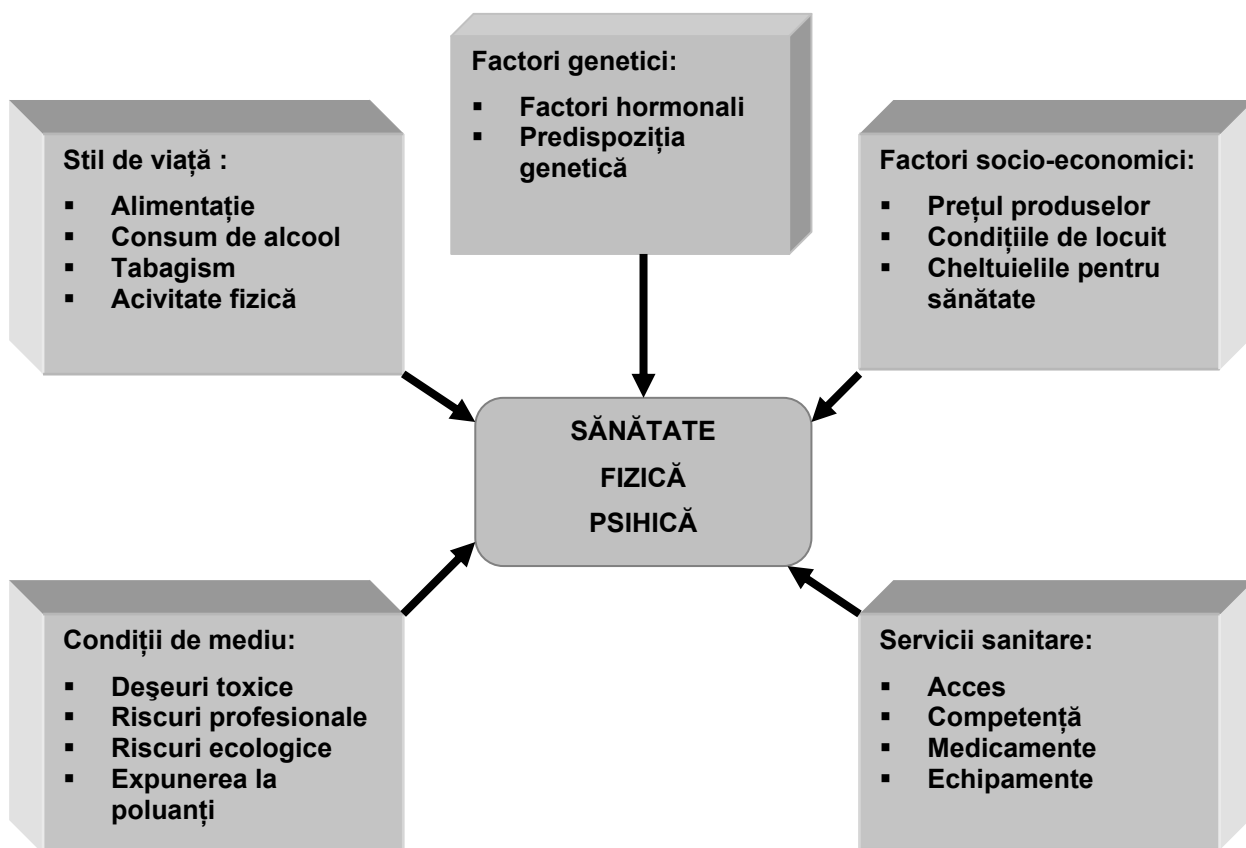 Factori genetici:
▪ Factori hormonali
▪ Predispoziția
genetică
Stil de viață :
▪ Alimentație
▪ Consum de alcool
▪ Tabagism
▪ Acivitate fizică
Factori socio-economici:
▪ Prețul produselor
▪ Condițiile de locuit
▪ Cheltuielile pentru
sănătate
SĂNĂTATE
FIZICĂ
PSIHICĂ
Condiții de mediu:
▪ Deşeuri toxice
▪ Riscuri profesionale
▪ Riscuri ecologice
▪ Expunerea la
poluanți
Servicii sanitare:
▪ Acces
▪ Competență
▪ Medicamente
▪ Echipamente